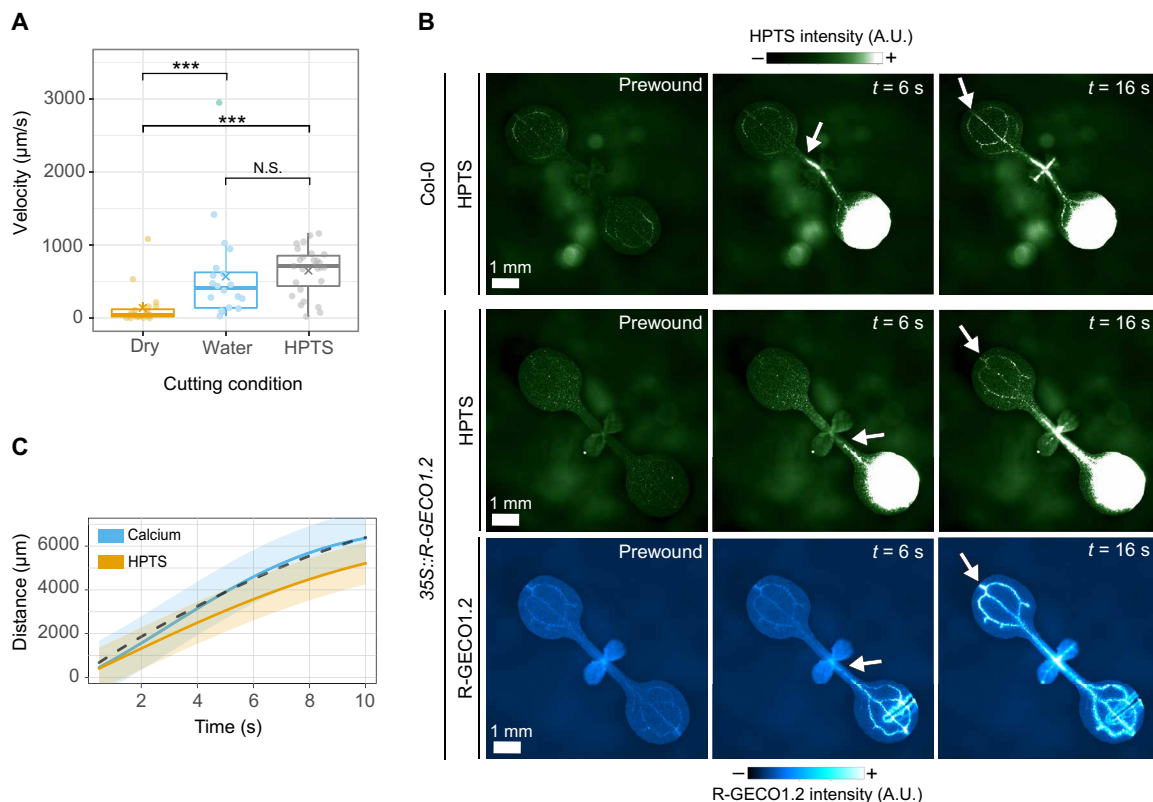 A
Velocity (µm/s)
3000
2000
1000
0
***
***
N.S.
Dry
Water
HPTS
Cutting condition
B
HPTS intensity (A.U.)
– +
Col-0
HPTS
Prewound
1 mm
t = 6 s
t = 16 s
35S::R-GECO1.2
HPTS
Prewound
1 mm
t = 6 s
t = 16 s
R-GECO1.2
Prewound
1 mm
t = 6 s
t = 16 s
– +
R-GECO1.2 intensity (A.U.)
C
Distance (µm)
6000
4000
2000
0
Calcium
HPTS
2 4 6 8 10
Time (s)